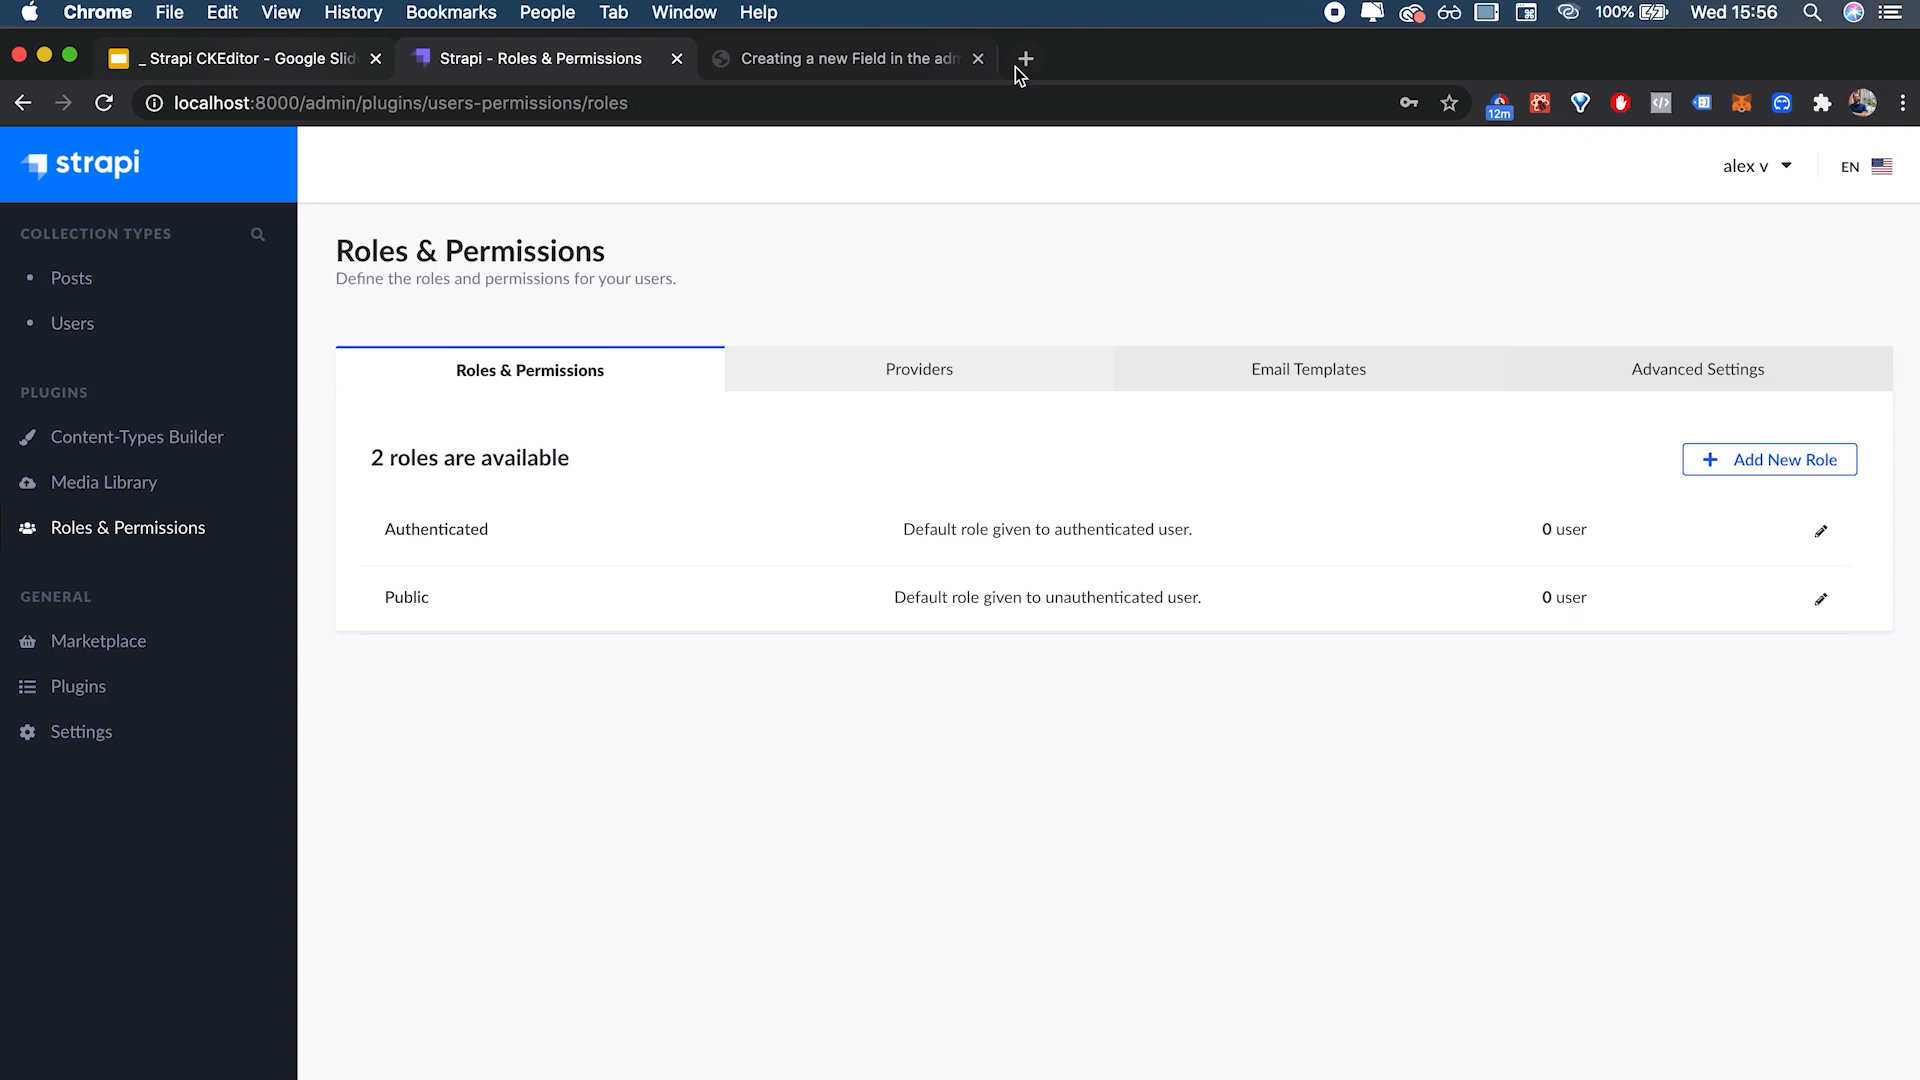 Chrome File Edit View History Bookmarks People Tab Window Help 100% Wed 15:56
_ Strapi CKEditor - Google Slid Strapi - Roles & Permissions Creating a new Field in the adm
localhost:8000/admin/plugins/users-permissions/roles 12m
strapi
alex v EN
COLLECTION TYPES
Posts
Users
PLUGINS
Content-Types Builder
Media Library
Roles & Permissions
GENERAL
Marketplace
Plugins
Settings
Roles & Permissions
Define the roles and permissions for your users.
Roles & Permissions Providers Email Templates Advanced Settings
2 roles are available Add New Role
Authenticated Default role given to authenticated user. 0 user
Public Default role given to unauthenticated user. 0 user